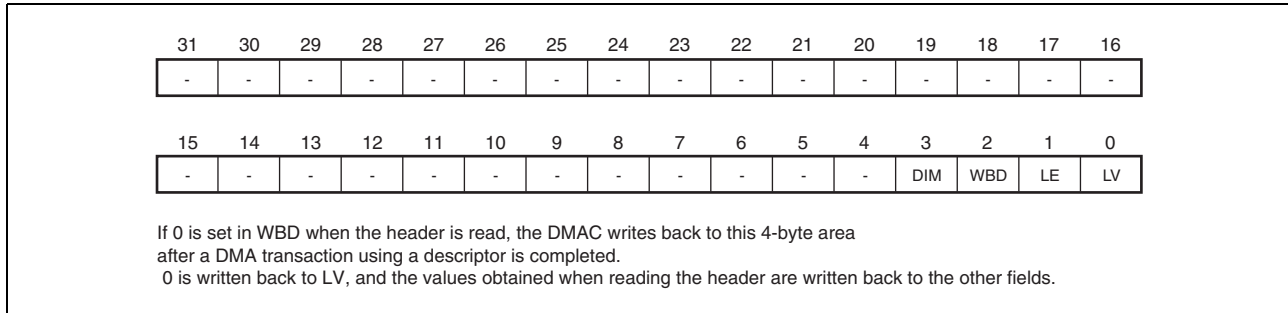 31 30 29 28 27 26 25 24 23 22 21 20 19 18 17 16
- - - - - - - - - - - - - - - -
15 14 13 12 11 10 9 8 7 6 5 4 3 2 1 0
- - - - - - - - - - - - DIM WBD LE LV
If 0 is set in WBD when the header is read, the DMAC writes back to this 4-byte area
after a DMA transaction using a descriptor is completed.
0 is written back to LV, and the values obtained when reading the header are written back to the other fields.